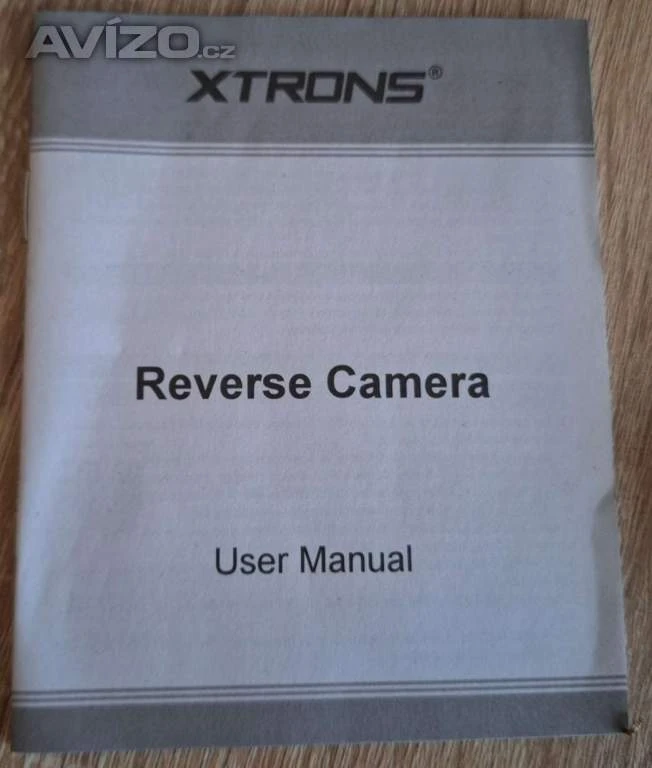 AVÍZO.cz
XTRONS®
Reverse Camera
User Manual